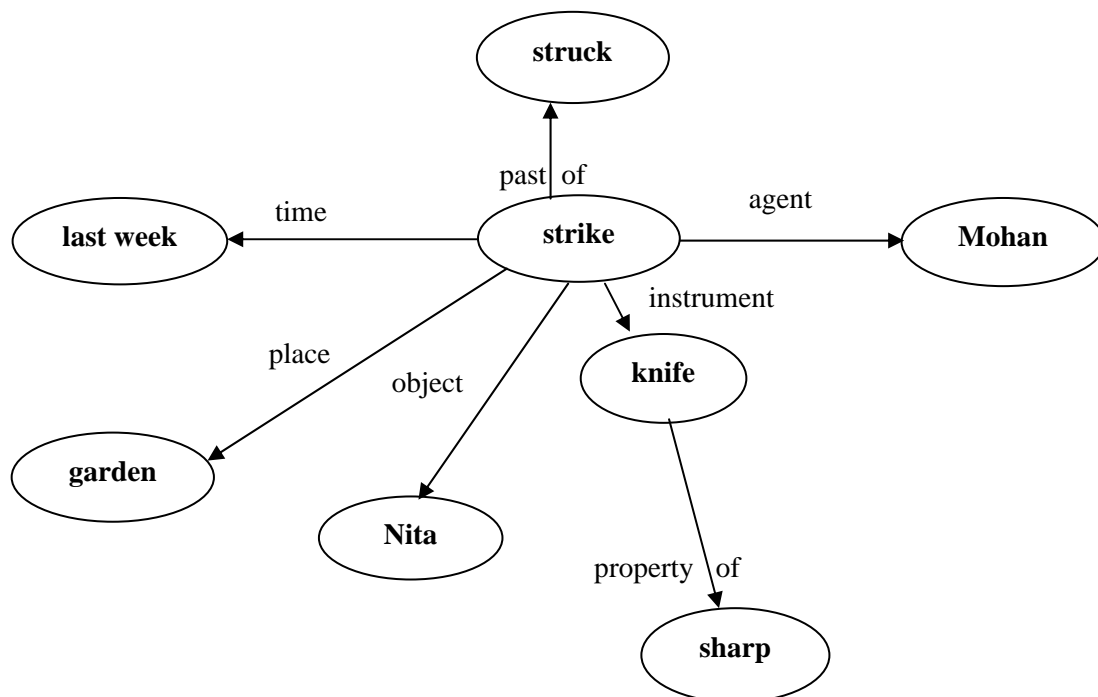 struck
past of
time
agent
last week
strike
Mohan
instrument
place
knife
object
garden
Nita
property of
sharp